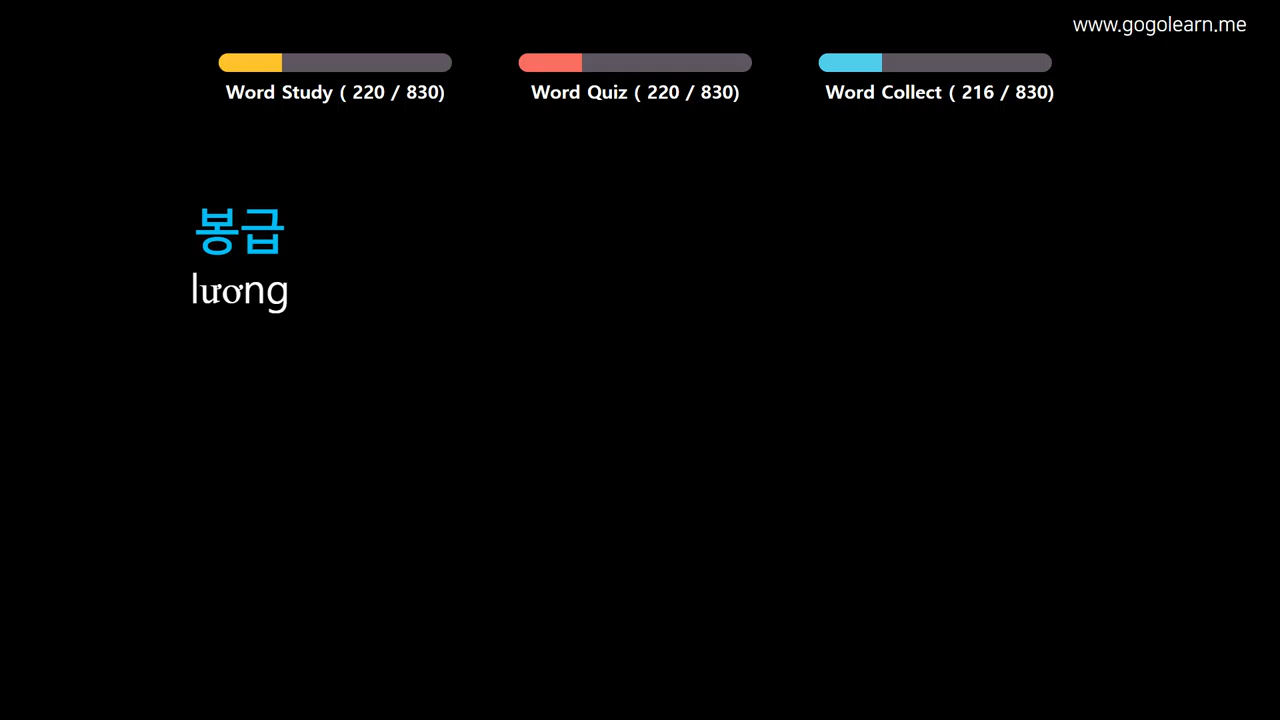 www.gogolearn.me
Word Study ( 220 / 830)
Word Quiz ( 220 / 830)
Word Collect ( 216 / 830)
봉급
lương